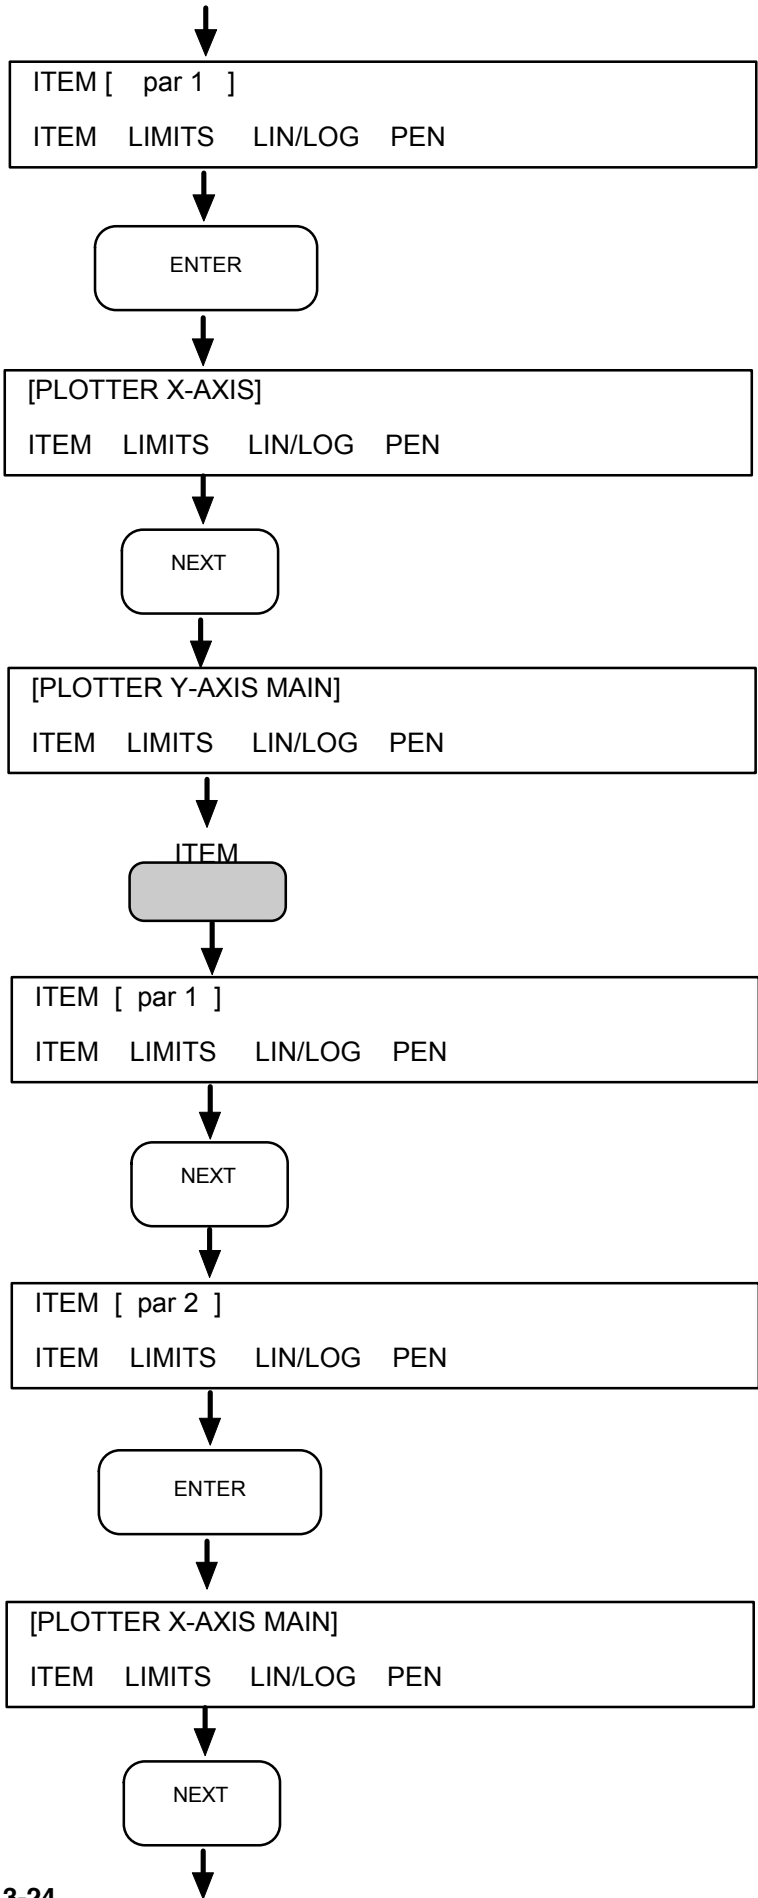 ITEM [ par 1 ]
ITEM LIMITS LIN/LOG PEN
ENTER
[PLOTTER X-AXIS]
ITEM LIMITS LIN/LOG PEN
NEXT
[PLOTTER Y-AXIS MAIN]
ITEM LIMITS LIN/LOG PEN
ITEM
ITEM [ par 1 ]
ITEM LIMITS LIN/LOG PEN
NEXT
ITEM [ par 2 ]
ITEM LIMITS LIN/LOG PEN
ENTER
[PLOTTER X-AXIS MAIN]
ITEM LIMITS LIN/LOG PEN
NEXT
3-24